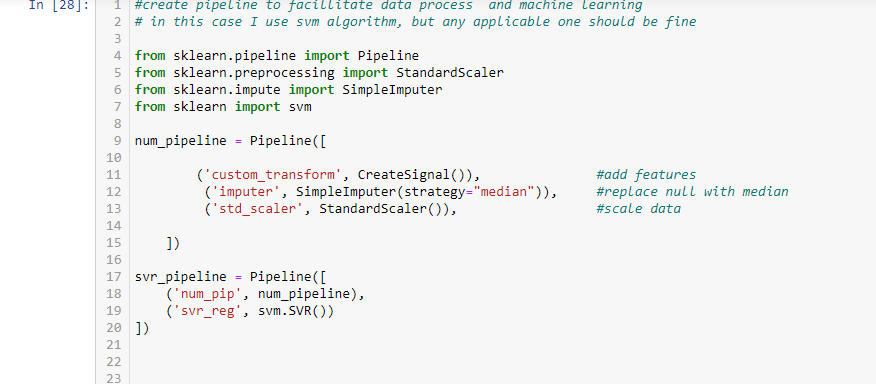 In [28]:
1 #create pipeline to facillitate data process  and machine learning
2 # in this case I use svm algorithm, but any applicable one should be fine
3
4 from sklearn.pipeline import Pipeline
5 from sklearn.preprocessing import StandardScaler
6 from sklearn.impute import SimpleImputer
7 from sklearn import svm
8
9 num_pipeline = Pipeline([
10
11         ('custom_transform', CreateSignal()),               #add features
12          ('imputer', SimpleImputer(strategy="median")),     #replace null with median
13          ('std_scaler', StandardScaler()),                  #scale data
14
15     ])
16
17 svr_pipeline = Pipeline([
18     ('num_pip', num_pipeline),
19     ('svr_reg', svm.SVR())
20 ])
21
22
23